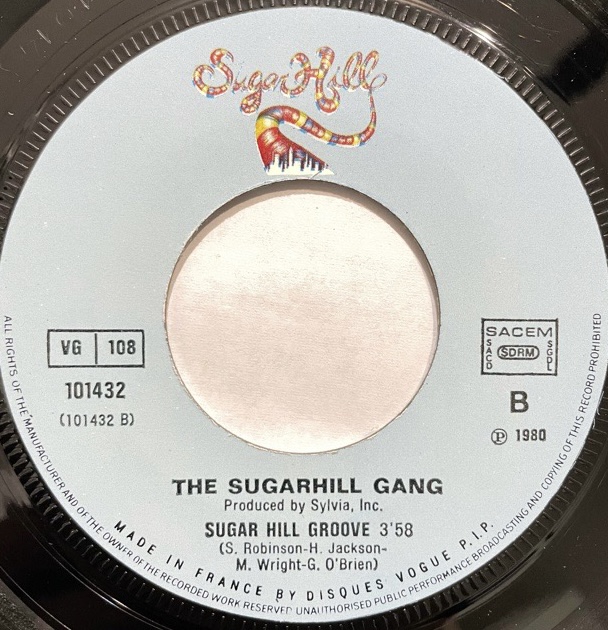 Sugar Hill
VG 108
101432
(101432 B)
SACEM
SACD SDRM SGDL
B
℗ 1980
THE SUGARHILL GANG
Produced by Sylvia, Inc.
SUGAR HILL GROOVE 3'58
(S. Robinson-H. Jackson-
M. Wright-G. O'Brien)
MADE IN FRANCE BY DISQUES VOGUE P.I.P.
ALL RIGHTS OF THE MANUFACTURER AND OF THE OWNER OF THE RECORDED WORK RESERVED UNAUTHORISED PUBLIC PERFORMANCE BROADCASTING AND COPYING OF THIS RECORD PROHIBITED